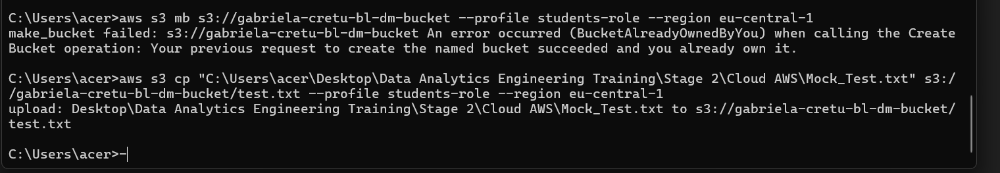 C:\Users\acer>aws s3 mb s3://gabriela-cretu-bl-dm-bucket --profile students-role --region eu-central-1
make_bucket failed: s3://gabriela-cretu-bl-dm-bucket An error occurred (BucketAlreadyOwnedByYou) when calling the Create
Bucket operation: Your previous request to create the named bucket succeeded and you already own it.
C:\Users\acer>aws s3 cp "C:\Users\acer\Desktop\Data Analytics Engineering Training\Stage 2\Cloud AWS\Mock_Test.txt" s3:/
/gabriela-cretu-bl-dm-bucket/test.txt --profile students-role --region eu-central-1
upload: Desktop\Data Analytics Engineering Training\Stage 2\Cloud AWS\Mock_Test.txt to s3://gabriela-cretu-bl-dm-bucket/
test.txt
C:\Users\acer>-